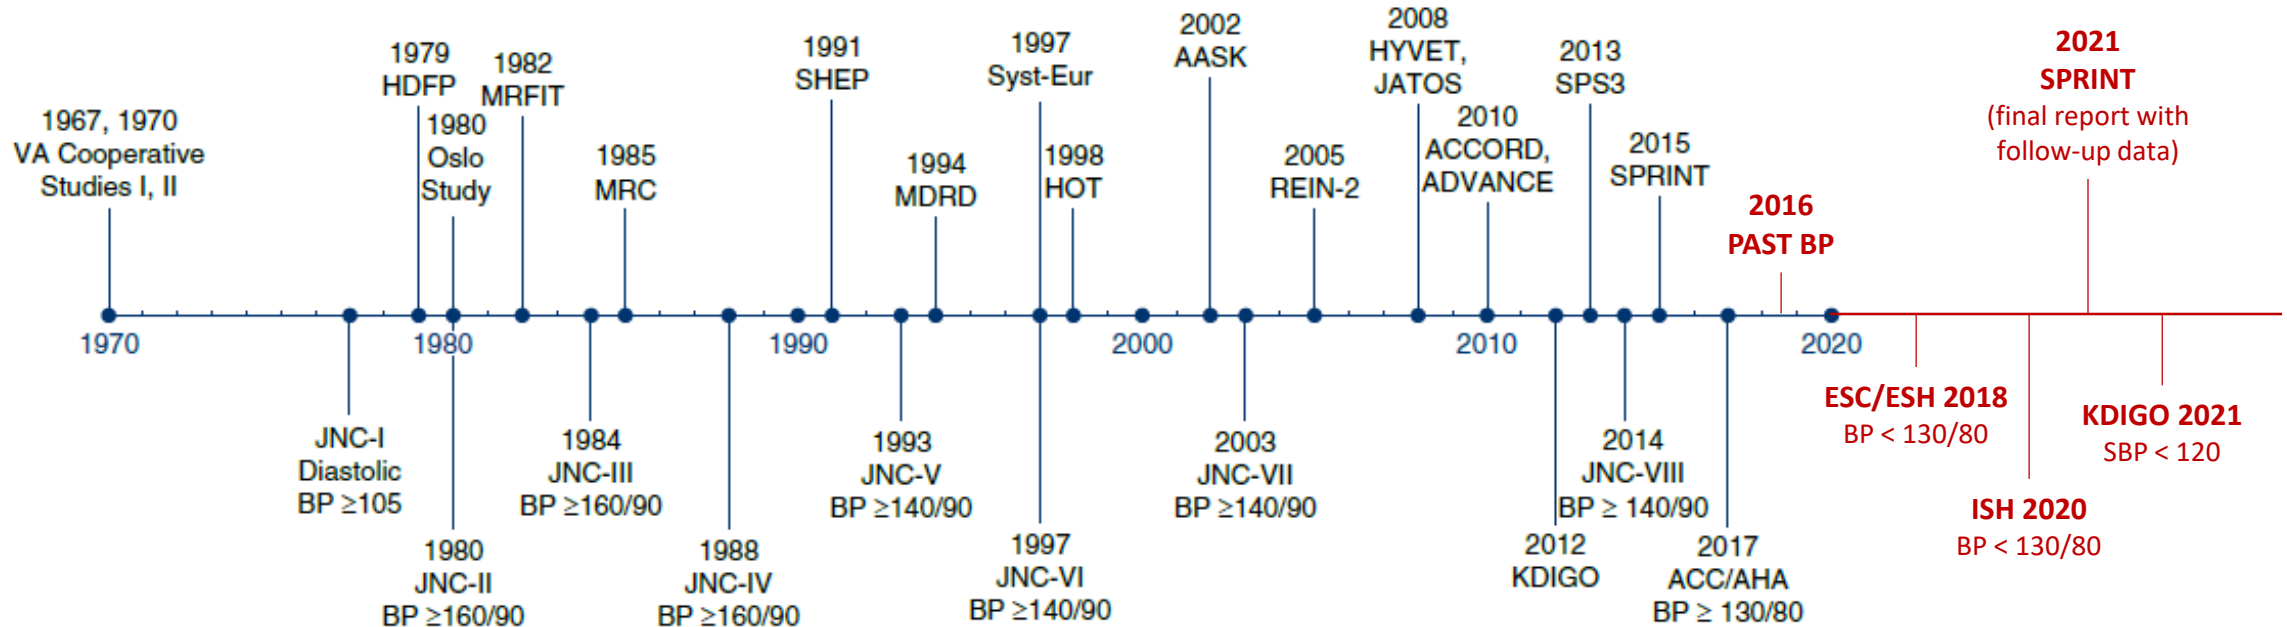 1967, 1970
VA Cooperative
Studies I, II
1979
HDFP
1980
Oslo
Study
1982
MRFIT
1985
MRC
1991
SHEP
1994
MDRD
1997
Syst-Eur
1998
HOT
2002
AASK
2005
REIN-2
2008
HYVET,
JATOS
2010
ACCORD,
ADVANCE
2013
SPS3
2015
SPRINT
2016
PAST BP
2021
SPRINT
(final report with
follow-up data)
1970
1980
1990
2000
2010
2020
JNC-I
Diastolic
BP ≥105
1980
JNC-II
BP ≥160/90
1984
JNC-III
BP ≥160/90
1988
JNC-IV
BP ≥160/90
1993
JNC-V
BP ≥140/90
1997
JNC-VI
BP ≥140/90
2003
JNC-VII
BP ≥140/90
2012
KDIGO
2014
JNC-VIII
BP ≥ 140/90
2017
ACC/AHA
BP ≥ 130/80
ESC/ESH 2018
BP < 130/80
ISH 2020
BP < 130/80
KDIGO 2021
SBP < 120